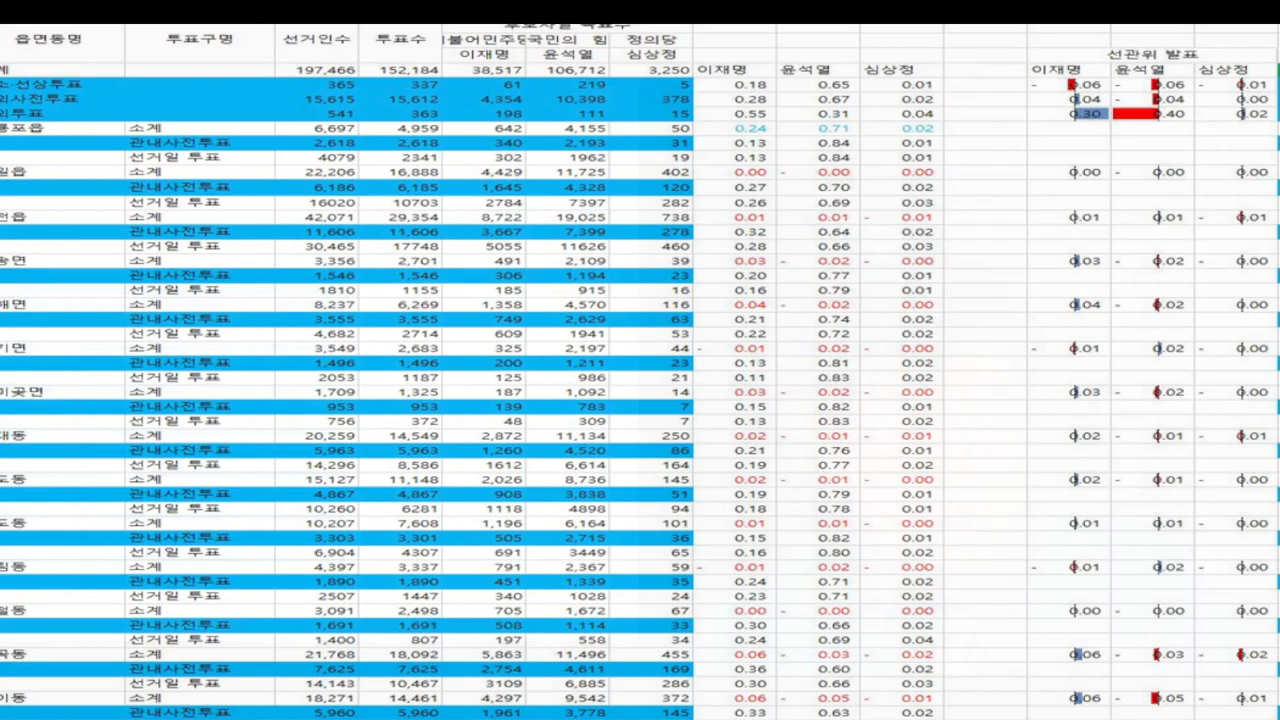 읍면동명 투표구명 선거인수 투표수 국민의 힘 정의당
선관위 발표
이재명 윤석열 심상정
197,466 152,184 38,517 106,712 3,250 이재명 윤석열 심상정 이재명 윤석열 심상정
365 337 61 219 5 0.18 0.65 0.01 - 0.06 - 0.06 - 0.01
15,615 15,612 4,354 10,398 378 0.28 0.67 0.02 0.04 - 0.04 - 0.00
541 363 198 111 15 0.55 0.31 0.04 0.30 0.40 0.02
소계 6,697 4,959 642 4,155 50 0.24 0.71 0.02
관내사전투표 2,618 2,618 340 2,193 31 0.13 0.84 0.01
선거일 투표 4079 2341 302 1962 19 0.13 0.84 0.01
소계 22,206 16,888 4,429 11,725 402 0.00 - 0.00 - 0.00 0.00 - 0.00 - 0.00
관내사전투표 6,186 6,185 1,645 4,328 120 0.27 0.70 0.02
선거일 투표 16020 10703 2784 7397 282 0.26 0.69 0.03
소계 42,071 29,354 8,722 19,025 738 0.01 - 0.01 - 0.01 0.01 - 0.01 - 0.01
관내사전투표 11,606 11,606 3,667 7,399 278 0.32 0.64 0.02
선거일 투표 30,465 17748 5055 11626 460 0.28 0.66 0.03
소계 3,356 2,701 491 2,109 39 0.03 - 0.02 - 0.00 0.03 - 0.02 - 0.00
관내사전투표 1,546 1,546 306 1,194 23 0.20 0.77 0.01
선거일 투표 1810 1155 185 915 16 0.16 0.79 0.01
소계 8,237 6,269 1,358 4,570 116 0.04 - 0.02 - 0.00 0.04 - 0.02 - 0.00
관내사전투표 3,555 3,555 749 2,629 63 0.21 0.74 0.02
선거일 투표 4,682 2714 609 1941 53 0.22 0.72 0.02
소계 3,549 2,683 325 2,197 44 - 0.01 0.02 - 0.00 - 0.01 0.02 - 0.00
관내사전투표 1,496 1,496 200 1,211 23 0.13 0.81 0.02
선거일 투표 2053 1187 125 986 21 0.11 0.83 0.02
소계 1,709 1,325 187 1,092 14 0.03 - 0.02 - 0.00 0.03 - 0.02 - 0.00
관내사전투표 953 953 139 783 7 0.15 0.82 0.01
선거일 투표 756 372 48 309 7 0.13 0.83 0.02
소계 20,259 14,549 2,872 11,134 250 0.02 - 0.01 - 0.01 0.02 - 0.01 - 0.01
관내사전투표 5,963 5,963 1,260 4,520 86 0.21 0.76 0.01
선거일 투표 14,296 8,586 1612 6,614 164 0.19 0.77 0.02
소계 15,127 11,148 2,026 8,736 145 0.02 - 0.01 - 0.00 0.02 - 0.01 - 0.00
관내사전투표 4,867 4,867 908 3,838 51 0.19 0.79 0.01
선거일 투표 10,260 6281 1118 4898 94 0.18 0.78 0.01
소계 10,207 7,608 1,196 6,164 101 0.01 0.01 - 0.00 0.01 0.01 - 0.00
관내사전투표 3,303 3,301 505 2,715 36 0.15 0.82 0.01
선거일 투표 6,904 4307 691 3449 65 0.16 0.80 0.02
소계 4,397 3,337 791 2,367 59 - 0.01 0.02 - 0.00 - 0.01 0.02 - 0.00
관내사전투표 1,890 1,890 451 1,339 35 0.24 0.71 0.02
선거일 투표 2507 1447 340 1028 24 0.23 0.71 0.02
소계 3,091 2,498 705 1,672 67 0.00 - 0.00 - 0.00 0.00 - 0.00 - 0.00
관내사전투표 1,691 1,691 508 1,114 33 0.30 0.66 0.02
선거일 투표 1,400 807 197 558 34 0.24 0.69 0.04
소계 21,768 18,092 5,863 11,496 455 0.06 - 0.03 - 0.02 0.06 - 0.03 - 0.02
관내사전투표 7,625 7,625 2,754 4,611 169 0.36 0.60 0.02
선거일 투표 14,143 10,467 3109 6,885 286 0.30 0.66 0.03
소계 18,271 14,461 4,297 9,542 372 0.06 - 0.05 - 0.01 0.06 - 0.05 - 0.01
관내사전투표 5,960 5,960 1,961 3,778 145 0.33 0.63 0.02